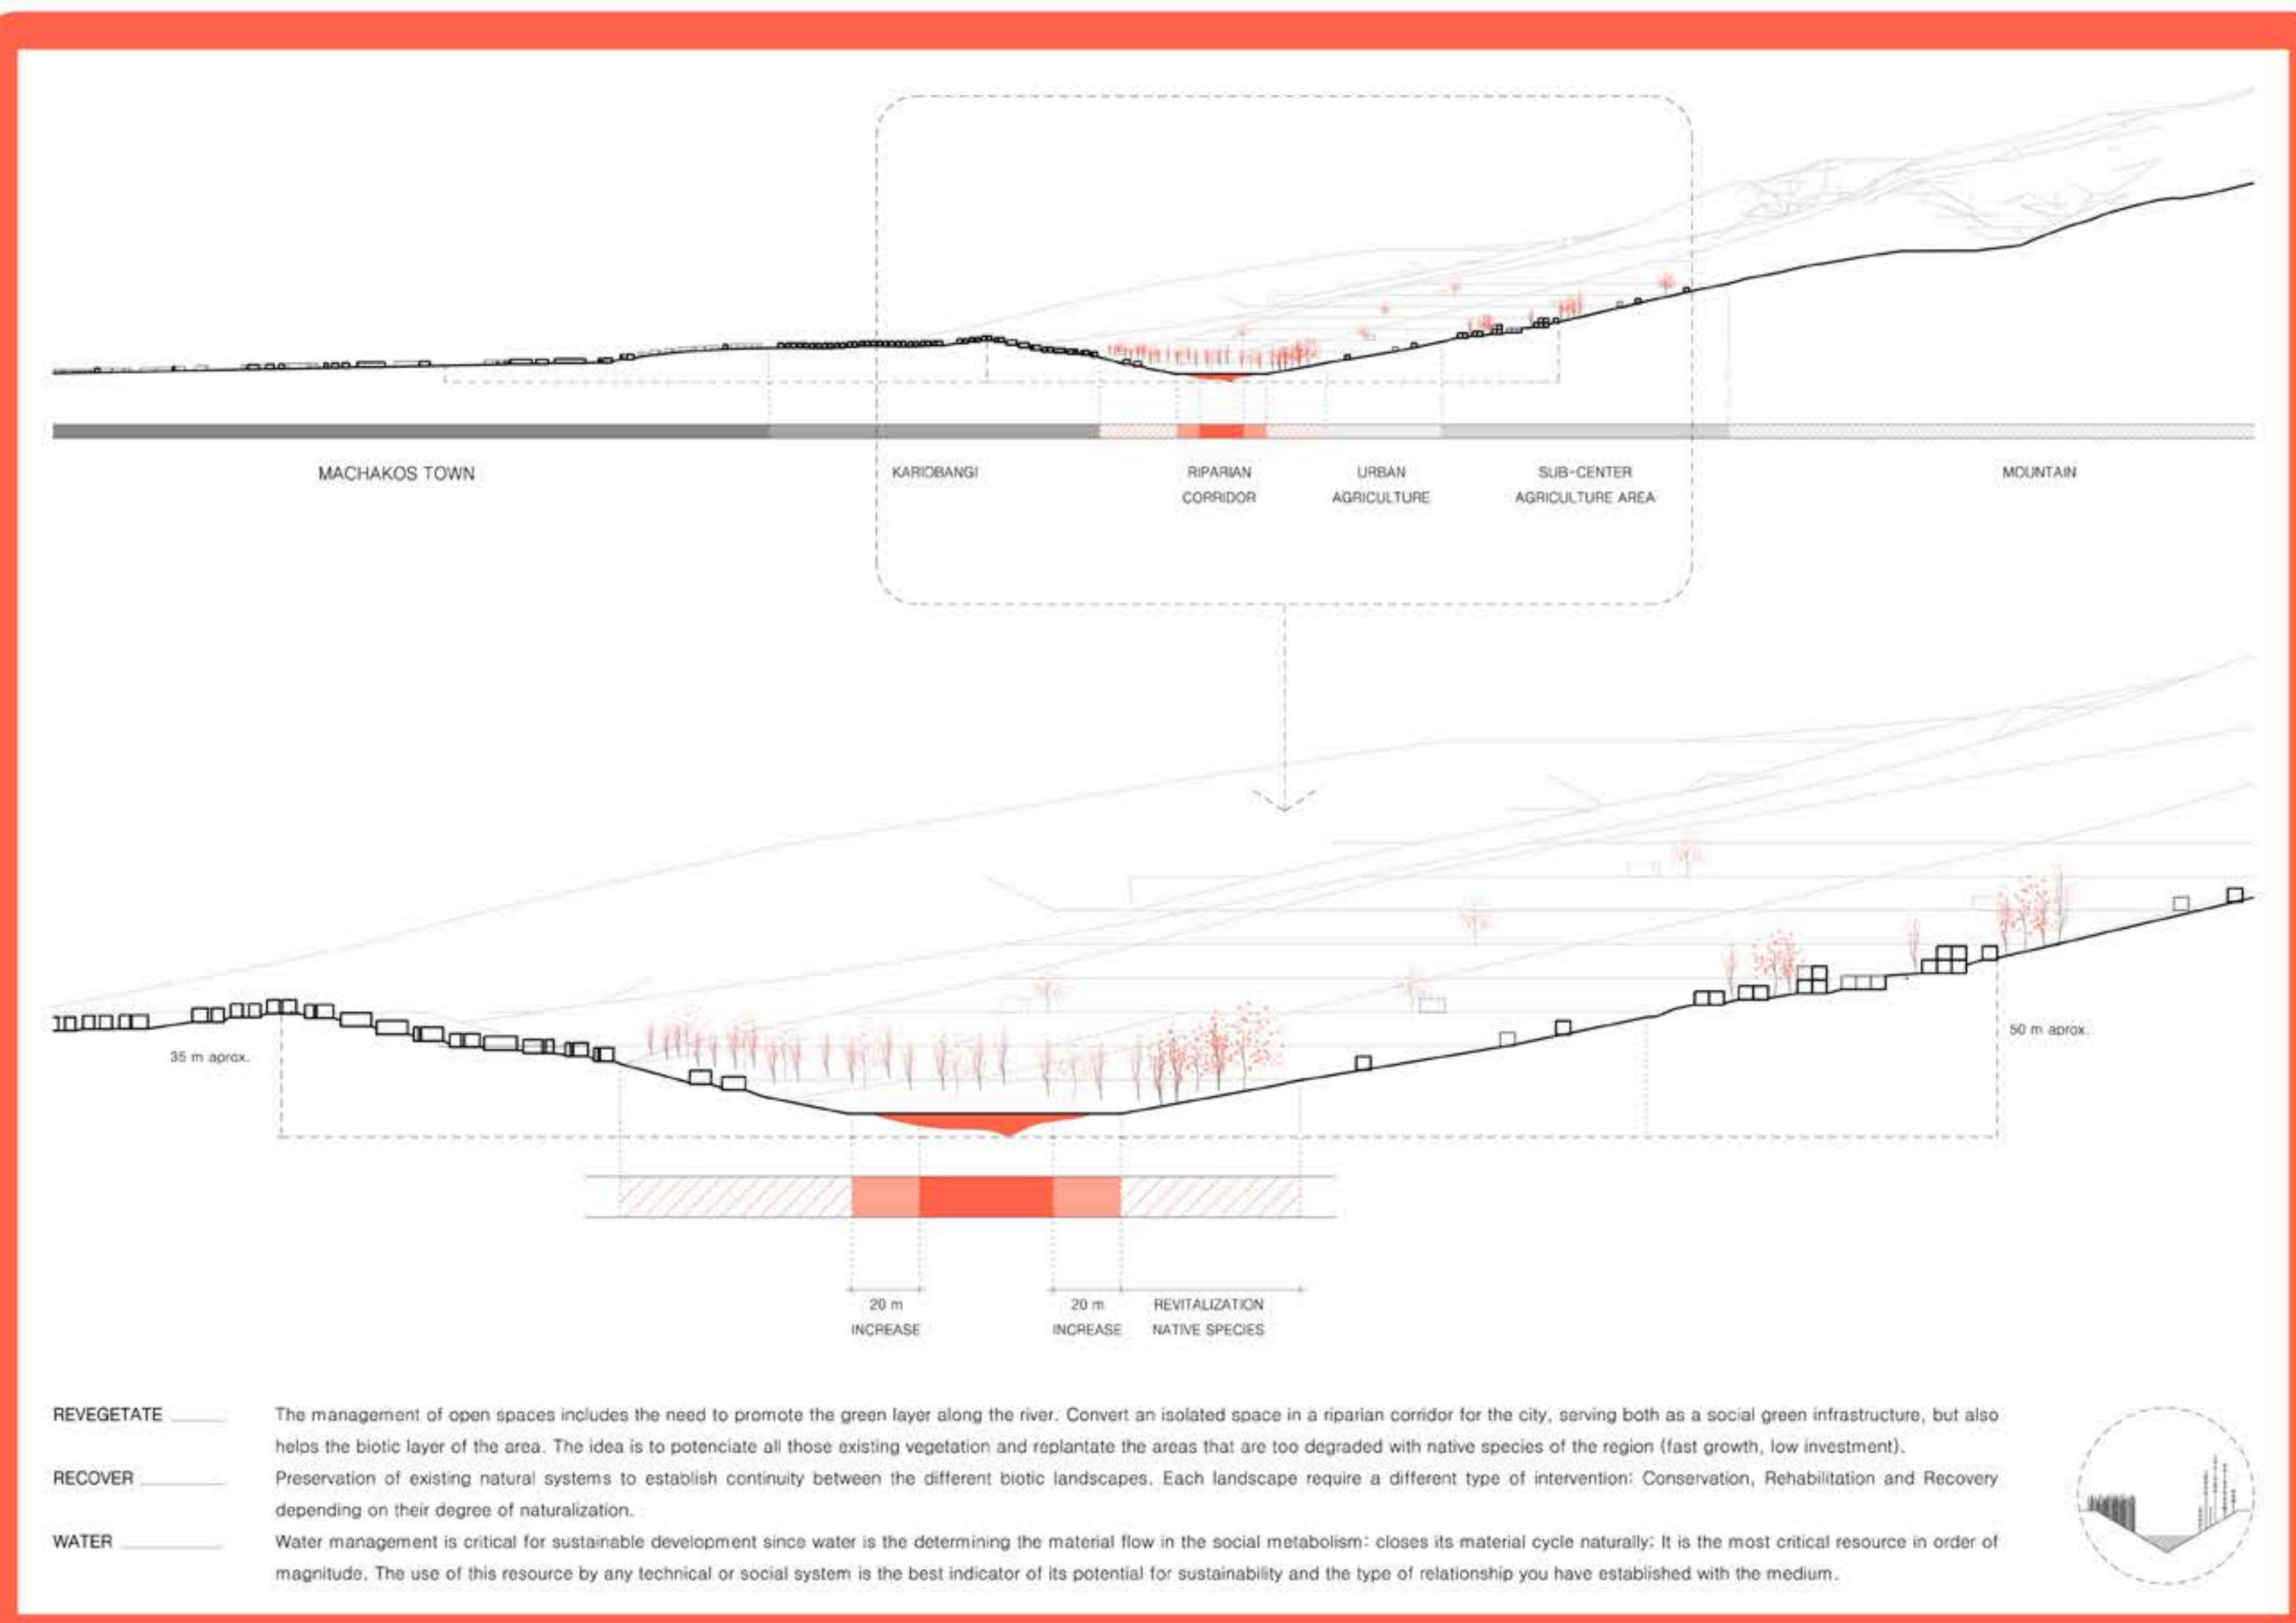 MACHAKOS TOWN
KARIOBANGI
RIPARIAN
CORRIDOR
URBAN
AGRICULTURE
SUB-CENTER
AGRICULTURE AREA
MOUNTAIN
35 m aprox.
50 m aprox.
20 m
INCREASE
20 m
INCREASE
REVITALIZATION
NATIVE SPECIES
REVEGETATE
The management of open spaces includes the need to promote the green layer along the river. Convert an isolated space in a riparian corridor for the city, serving both as a social green infrastructure, but also
helps the biotic layer of the area. The idea is to potenciate all those existing vegetation and replantate the areas that are too degraded with native species of the region (fast growth, low investment).
RECOVER
Preservation of existing natural systems to establish continuity between the different biotic landscapes. Each landscape require a different type of intervention: Conservation, Rehabilitation and Recovery
depending on their degree of naturalization.
WATER
Water management is critical for sustainable development since water is the determining the material flow in the social metabolism: closes its material cycle naturally; It is the most critical resource in order of
magnitude. The use of this resource by any technical or social system is the best indicator of its potential for sustainability and the type of relationship you have established with the medium.